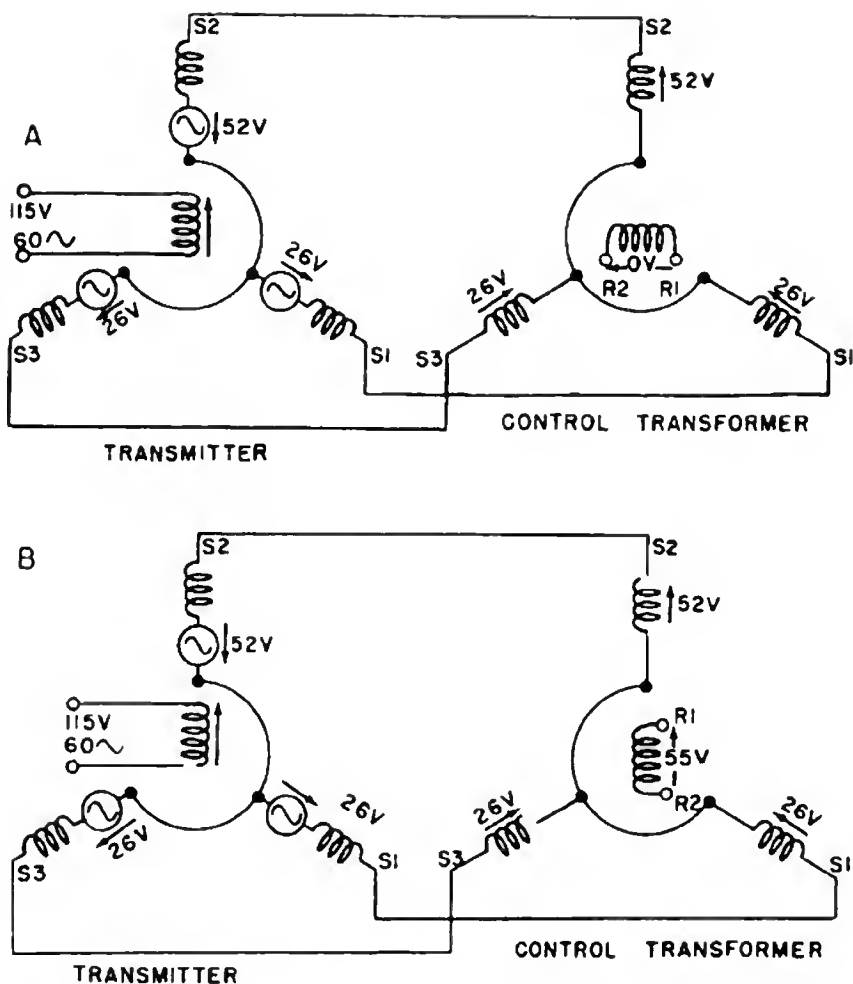 A
S2
S2
52V
52V
115V
60∿
26V
26V
S3
S1
26V
0V
R2 R1
26V
S3
S1
TRANSMITTER
CONTROL TRANSFORMER
B
S2
S2
52V
52V
115V
60∿
26V
26V
S3
S1
R1
55V
R2
26V
26V
S3
S1
TRANSMITTER
CONTROL TRANSFORMER